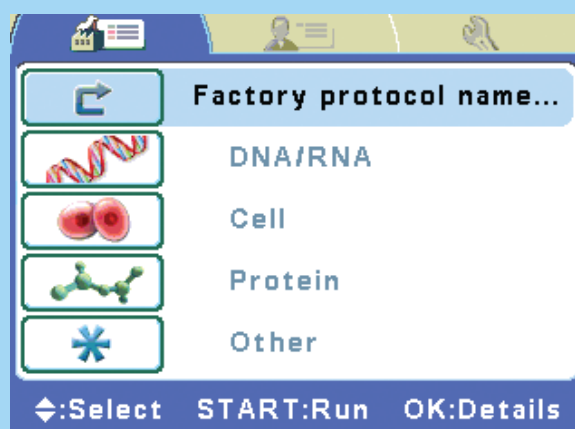 Factory protocol name...
DNA/RNA
Cell
Protein
Other
:Select START:Run OK:Details